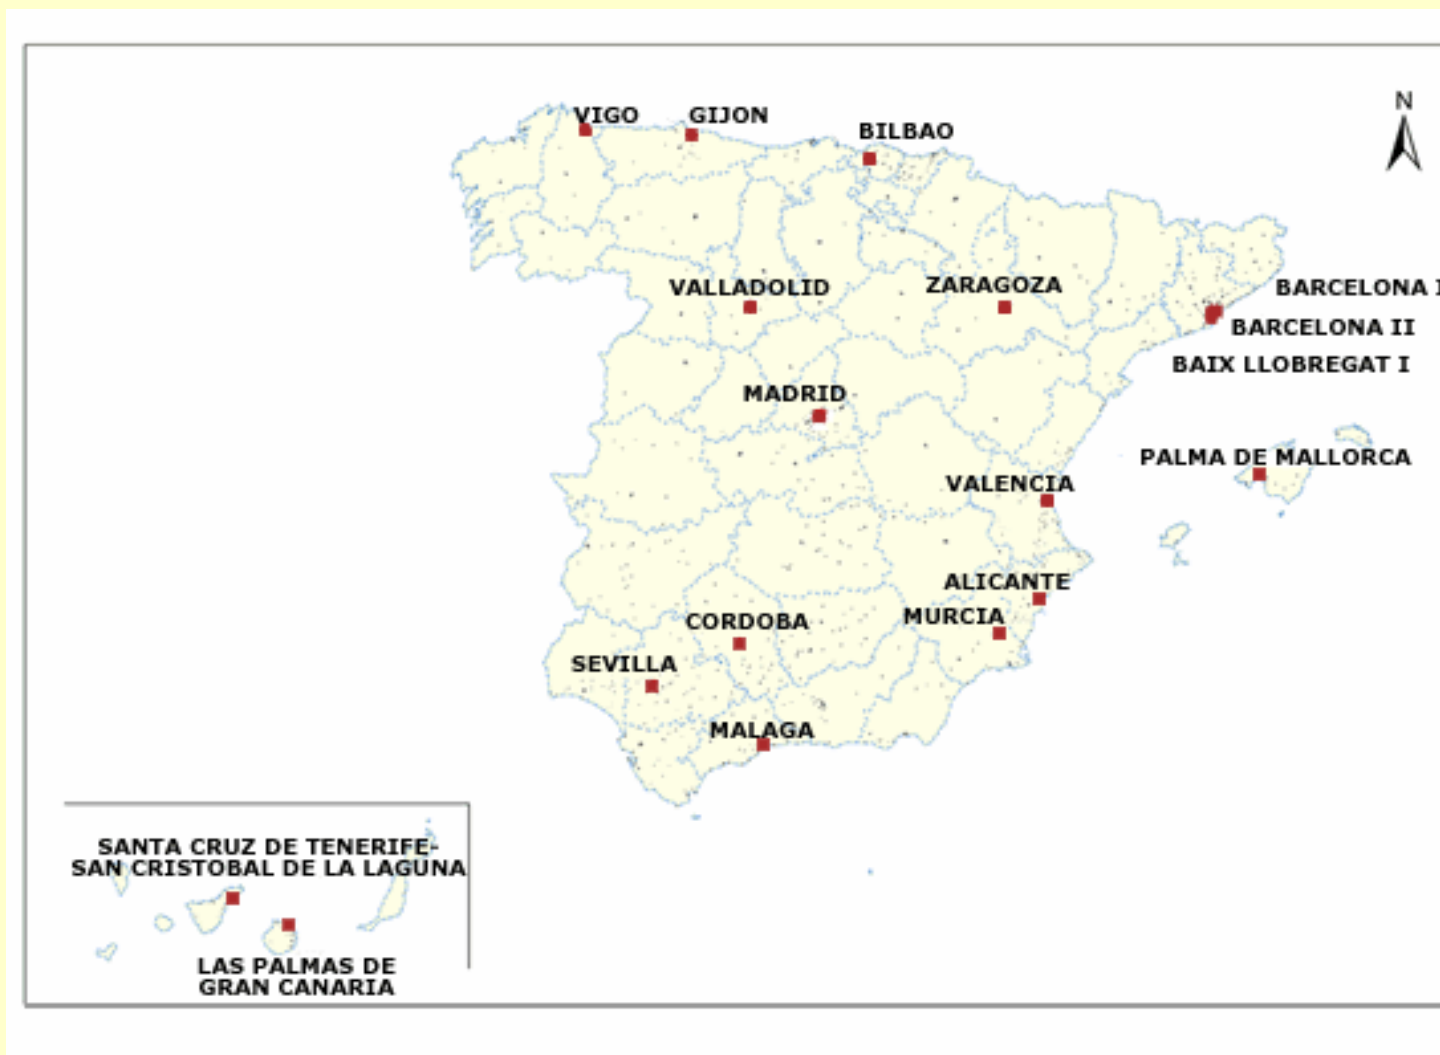 N
VIGO
GIJON
BILBAO
VALLADOLID
ZARAGOZA
BARCELONA I
BARCELONA II
BAIX LLOBREGAT I
MADRID
PALMA DE MALLORCA
VALENCIA
ALICANTE
MURCIA
CORDOBA
SEVILLA
MALAGA
SANTA CRUZ DE TENERIFE-
SAN CRISTOBAL DE LA LAGUNA
LAS PALMAS DE
GRAN CANARIA